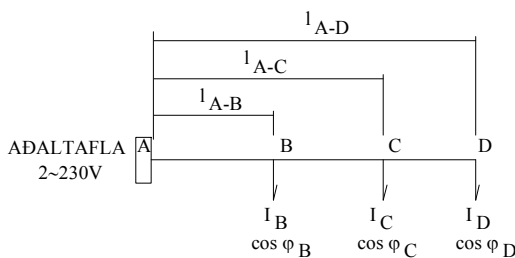 l A-D
l A-C
l A-B
AÐALTAFLA A B C D
2~230V
I B I C I D
cos φ B cos φ C cos φ D